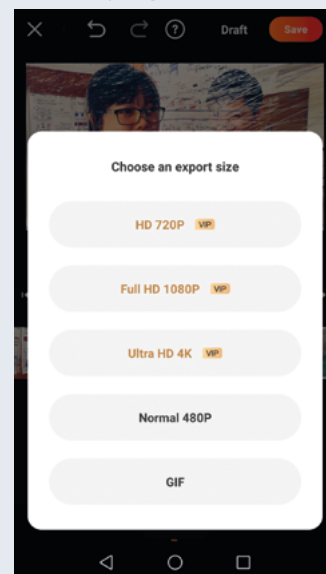 Draft
Save
Choose an export size
HD 720P VIP
Full HD 1080P VIP
Ultra HD 4K VIP
Normal 480P
GIF